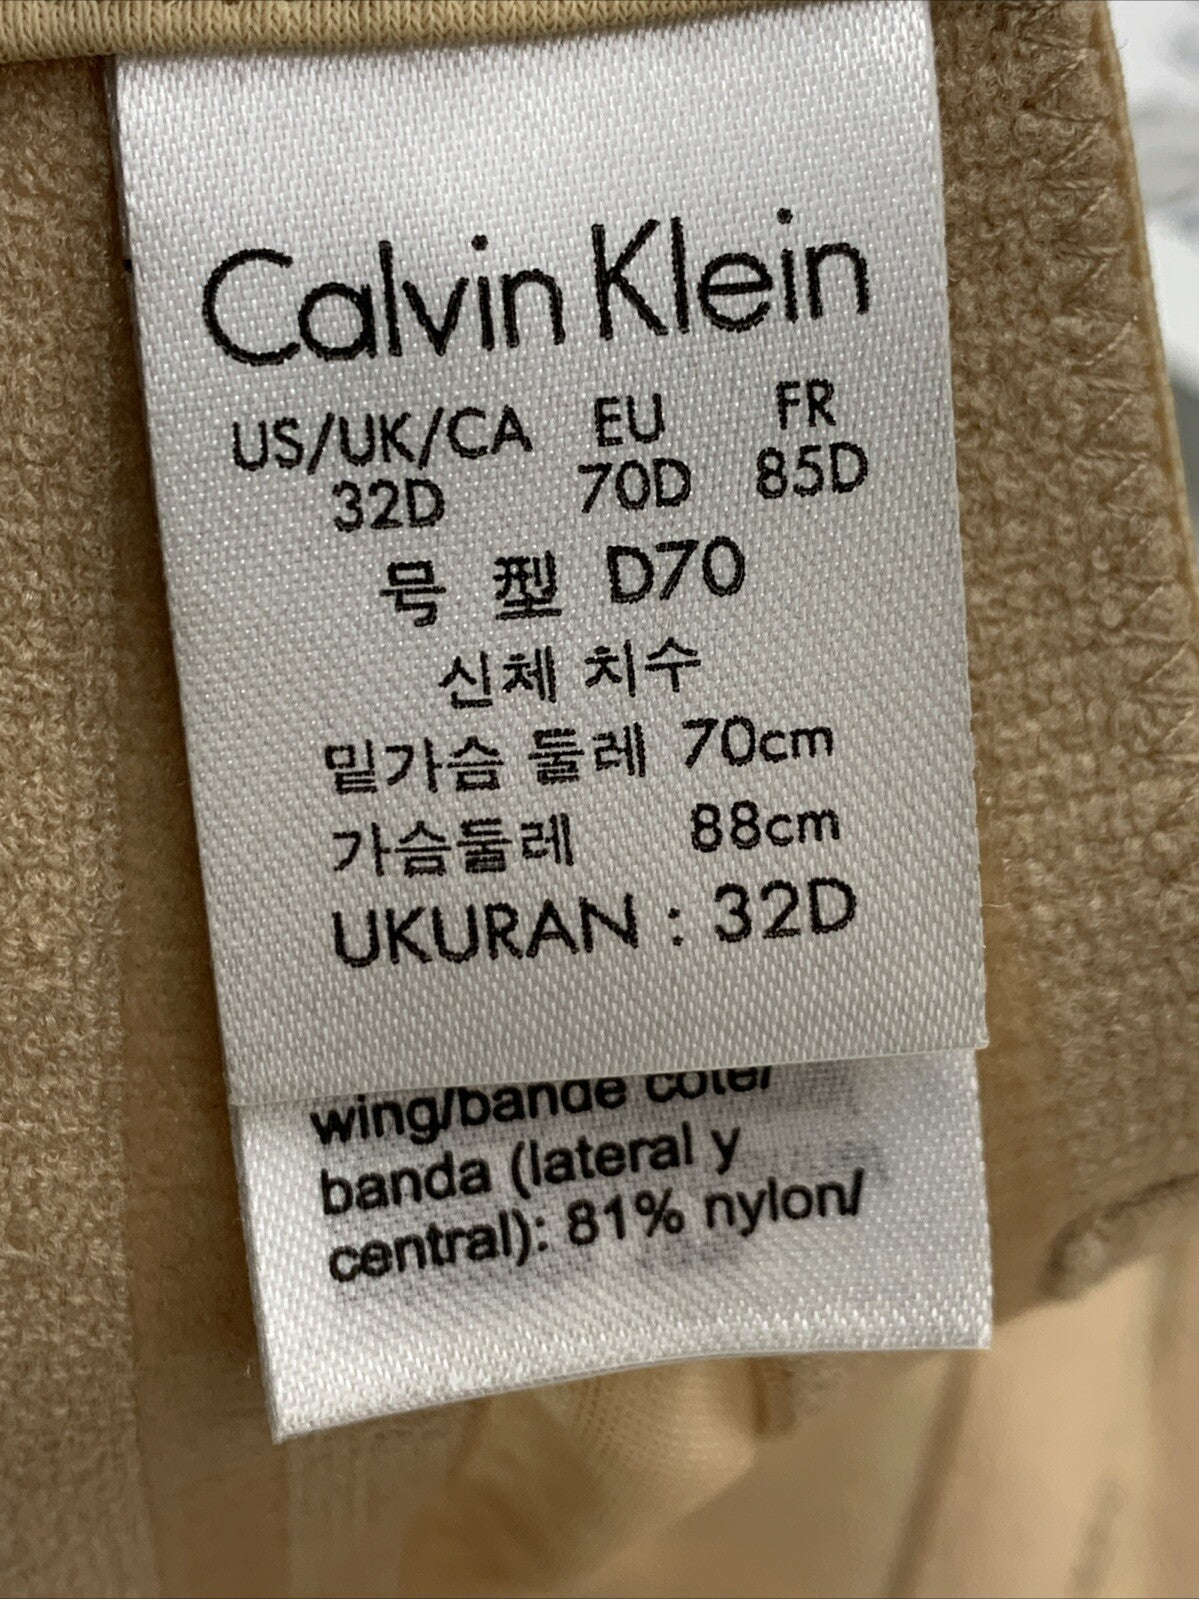 Calvin Klein
US/UK/CA EU FR
32D 70D 85D
号 型 D70
신체 치수
밑가슴 둘레 70cm
가슴둘레 88cm
UKURAN : 32D
wing/bande côté/
banda (lateral y
central): 81% nylon/